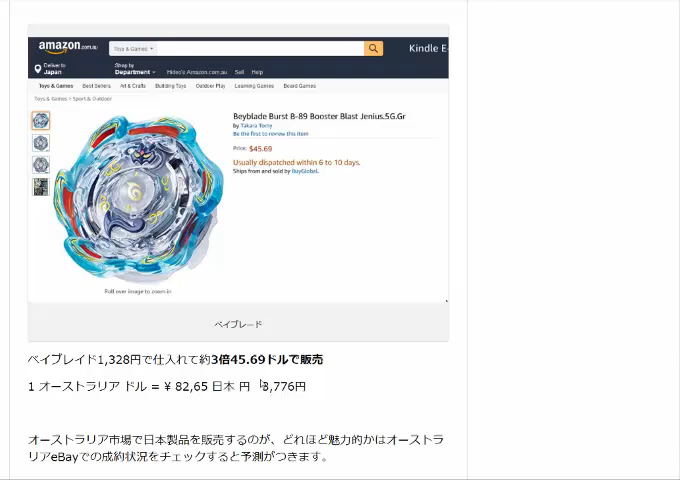 amazon.com.au
Toys & Games
Kindle E-
Deliver to
Japan
Shop by
Department
Hideo's Amazon.com.au
Sell
Help
Toys & Games
Best Sellers
Art & Crafts
Building Toys
Outdoor Play
Learning Games
Board Games
Toys & Games › Sport & Outdoor
Beyblade Burst B-89 Booster Blast Jenius.5G.Gr
by Takara Tomy
Be the first to review this item
Price: $45.69
Usually dispatched within 6 to 10 days.
Ships from and sold by BuyGlobal.
Roll over image to zoom in
ベイブレード
ベイブレイド1,328円で仕入れて約3倍45.69ドルで販売
1 オーストラリア ドル = ¥ 82,65 日本 円 3,776円
オーストラリア市場で日本製品を販売するのが、どれほど魅力的かはオーストラ
リアeBayでの成約状況をチェックすると予測がつきます。